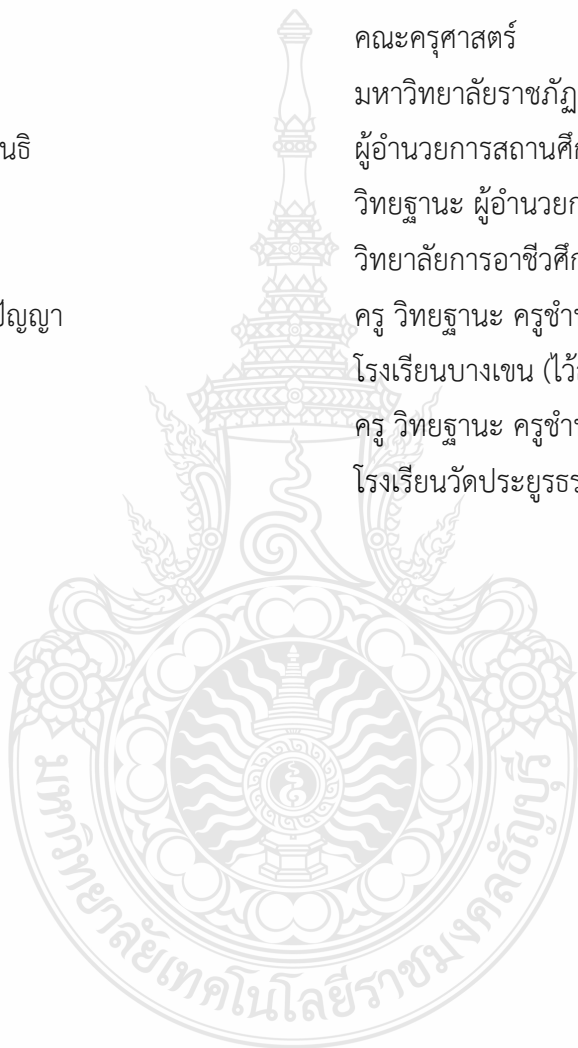 คณะครุศาสตร์
มหาวิทยาลัยราชภัฏ
นธิ ผู้อำนวยการสถานศึก
วิทยฐานะ ผู้อำนวยก
วิทยาลัยการอาชีวศึก
ปัญญา ครู วิทยฐานะ ครูชำน
โรงเรียนบางเขน (ไว้ส
ครู วิทยฐานะ ครูชำน
โรงเรียนวัดประยูรธร
มหาวิทยาลัยเทคโนโลยีราชมงคลธัญบุรี